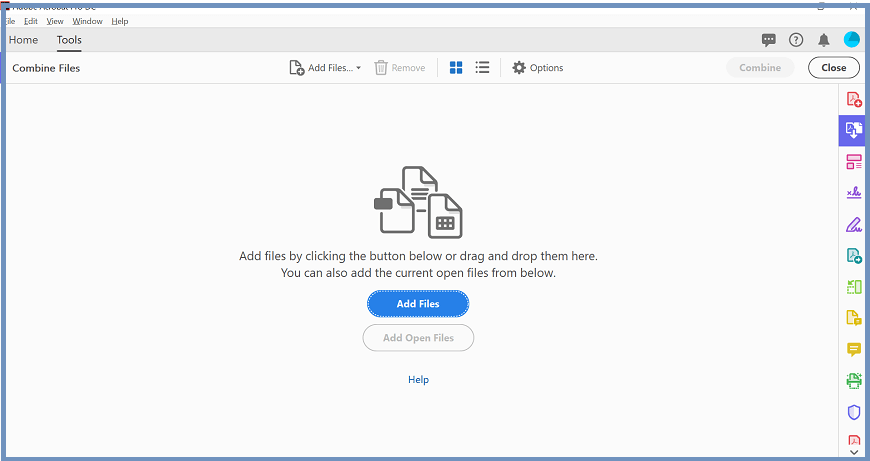 File Edit View Window Help
Home Tools
Combine Files Add Files... Remove Options Combine Close
Add files by clicking the button below or drag and drop them here.
You can also add the current open files from below.
Add Files
Add Open Files
Help